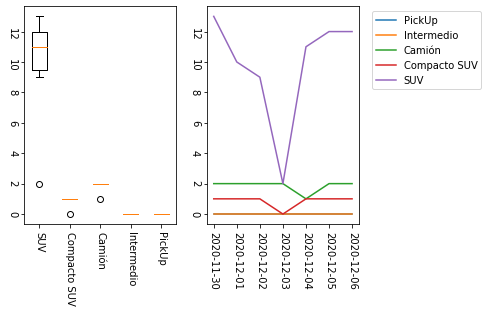 12
10
8
6
4
2
0
SUV
Compacto SUV
Camión
Intermedio
PickUp
12
10
8
6
4
2
0
2020-11-30
2020-12-01
2020-12-02
2020-12-03
2020-12-04
2020-12-05
2020-12-06
PickUp
Intermedio
Camión
Compacto SUV
SUV